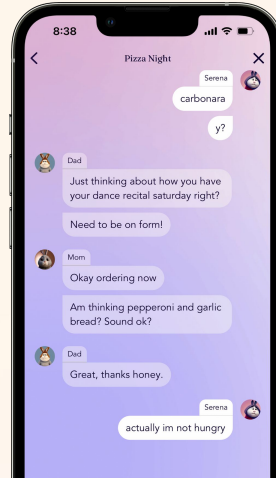 8:38
Pizza Night
Serena
carbonara
y?
Dad
Just thinking about how you have
your dance recital saturday right?
Need to be on form!
Mom
Okay ordering now
Am thinking pepperoni and garlic
bread? Sound ok?
Dad
Great, thanks honey.
Serena
actually im not hungry